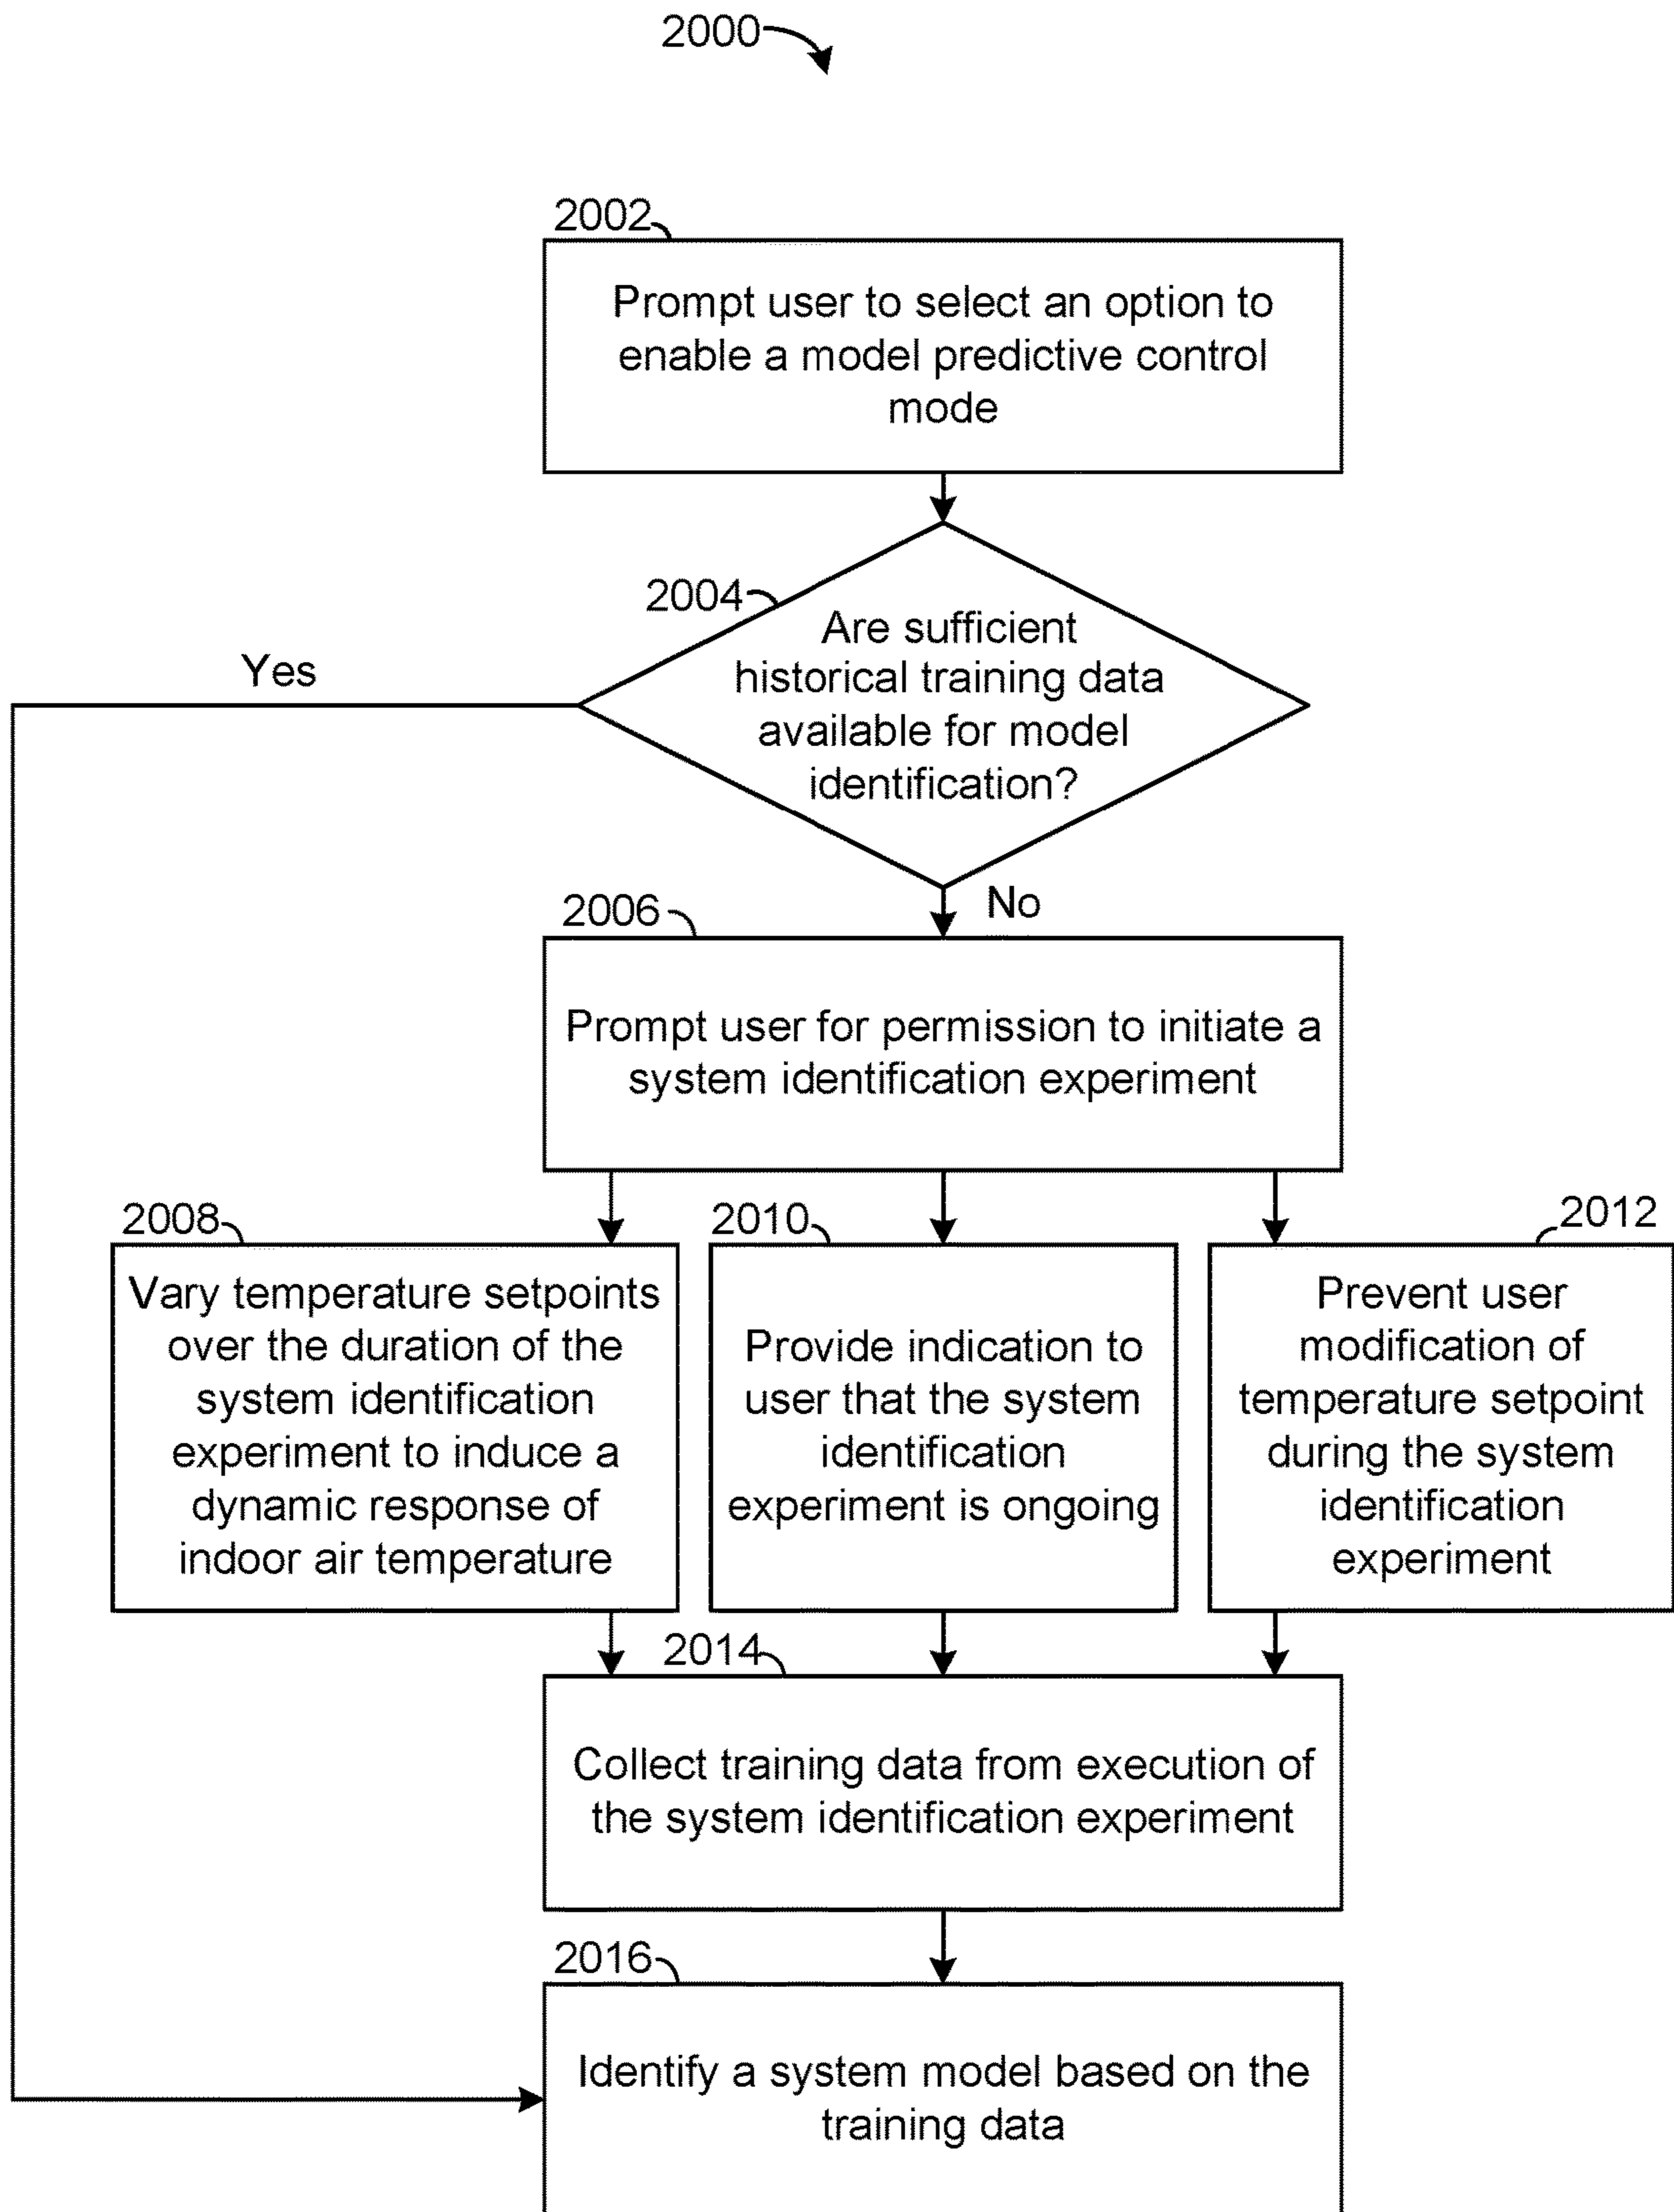 2000
2002
Prompt user to select an option to
enable a model predictive control
mode
2004
Are sufficient
historical training data
available for model
identification?
Yes
No
2006
Prompt user for permission to initiate a
system identification experiment
2008
Vary temperature setpoints
over the duration of the
system identification
experiment to induce a
dynamic response of
indoor air temperature
2010
Provide indication to
user that the system
identification
experiment is ongoing
2012
Prevent user
modification of
temperature setpoint
during the system
identification
experiment
2014
Collect training data from execution of
the system identification experiment
2016
Identify a system model based on the
training data